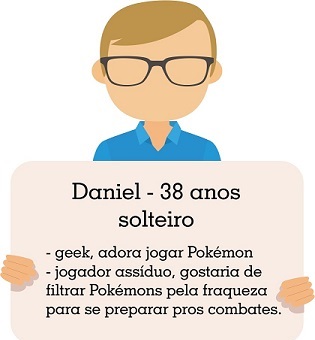 Daniel - 38 anos
solteiro
- geek, adora jogar Pokémon
- jogador assíduo, gostaria de
filtrar Pokémons pela fraqueza
para se preparar pros combates.